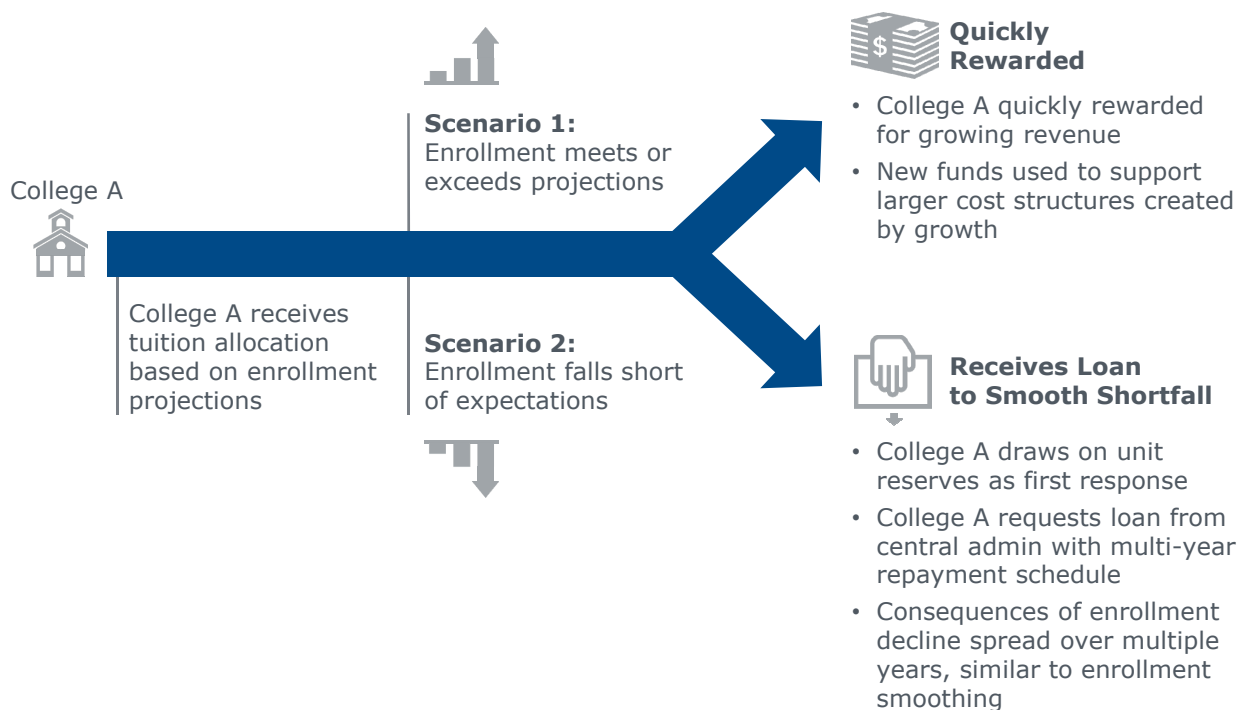 College A
College A receives
tuition allocation
based on enrollment
projections
Scenario 1:
Enrollment meets or
exceeds projections
Scenario 2:
Enrollment falls short
of expectations
$
Quickly
Rewarded
• College A quickly rewarded
for growing revenue
• New funds used to support
larger cost structures created
by growth
Receives Loan
to Smooth Shortfall
• College A draws on unit
reserves as first response
• College A requests loan from
central admin with multi-year
repayment schedule
• Consequences of enrollment
decline spread over multiple
years, similar to enrollment
smoothing